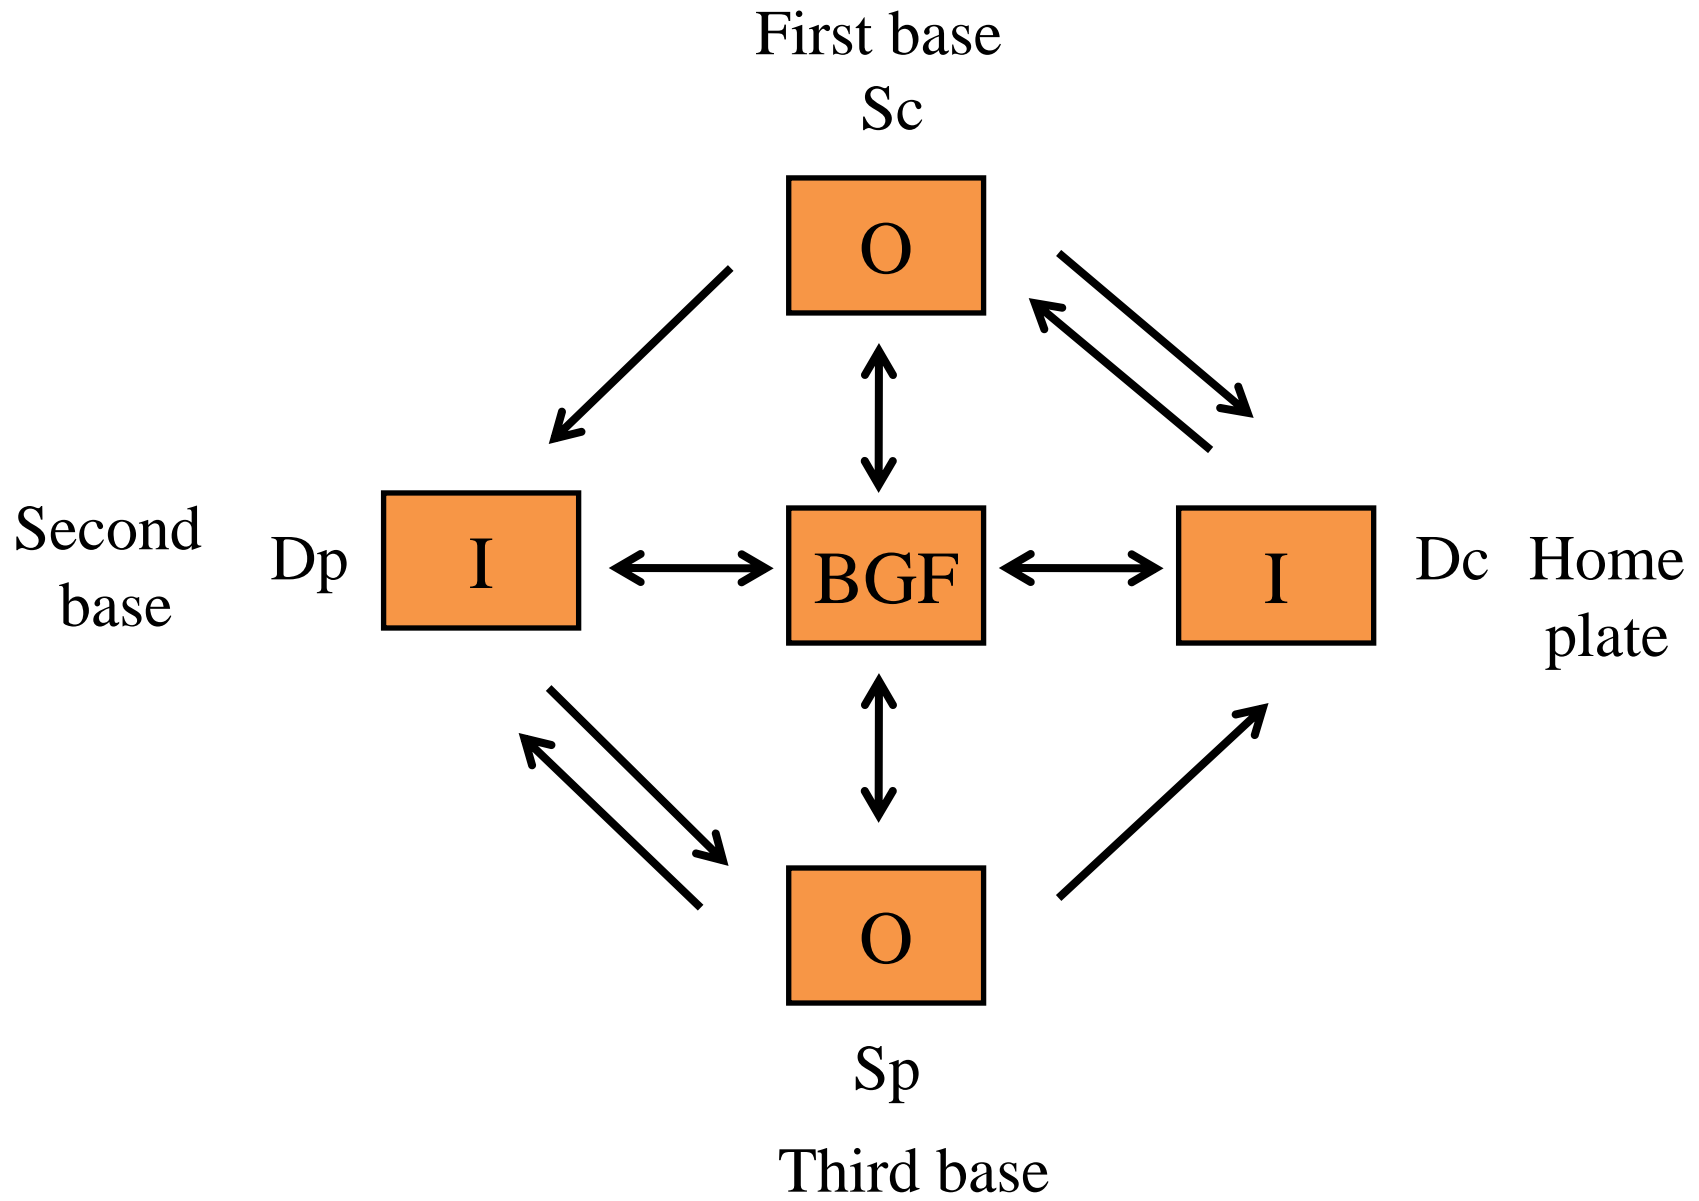 First base
Sc
O
Second
base
Dp
I
BGF
I
Dc
Home
plate
O
Sp
Third base